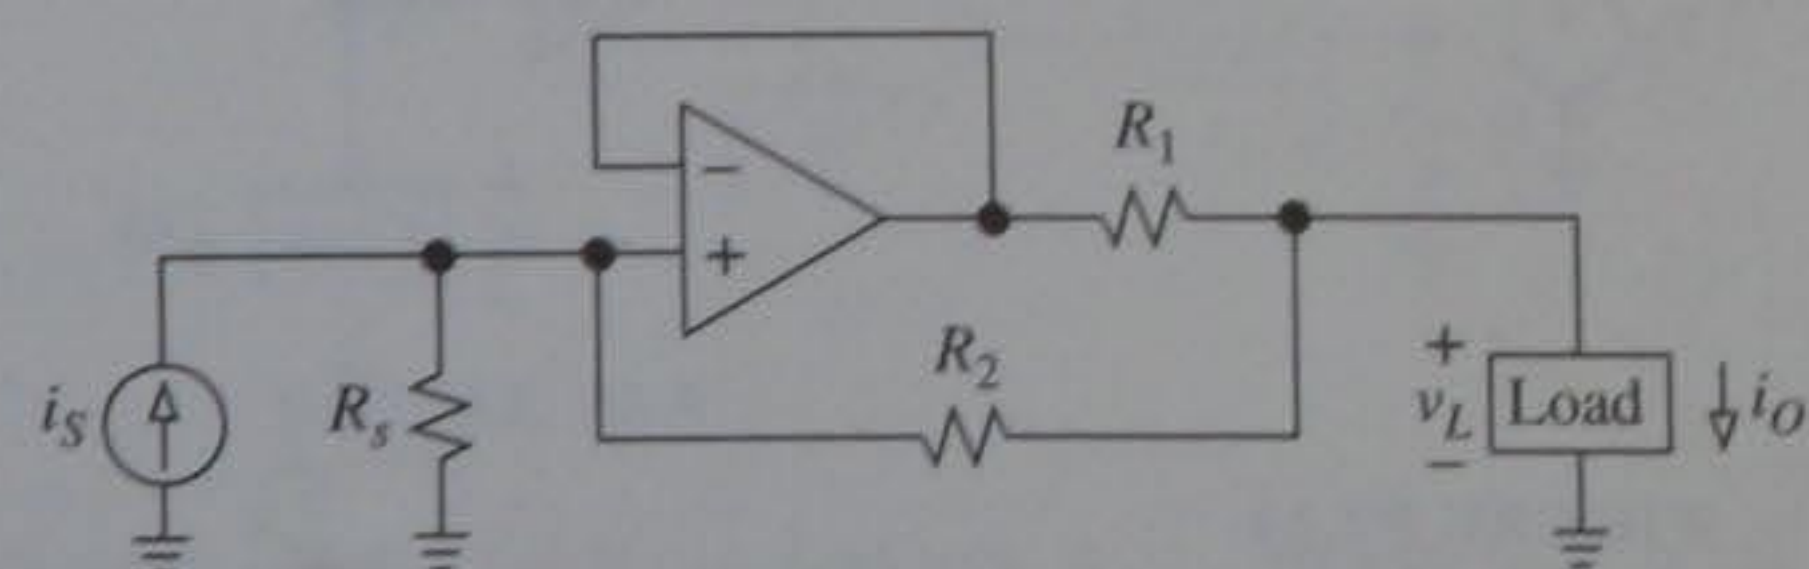 R1
−
+
R2
iS
Rs
+
vL
−
Load
iO